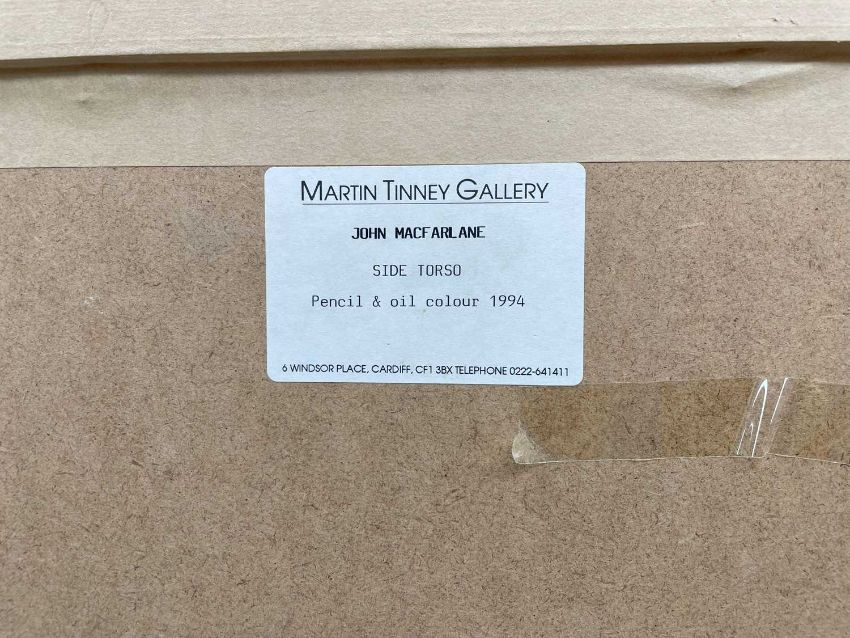 MARTIN TINNEY GALLERY
JOHN MACFARLANE
SIDE TORSO
Pencil & oil colour 1994
6 WINDSOR PLACE, CARDIFF, CF1 3BX TELEPHONE 0222-641411